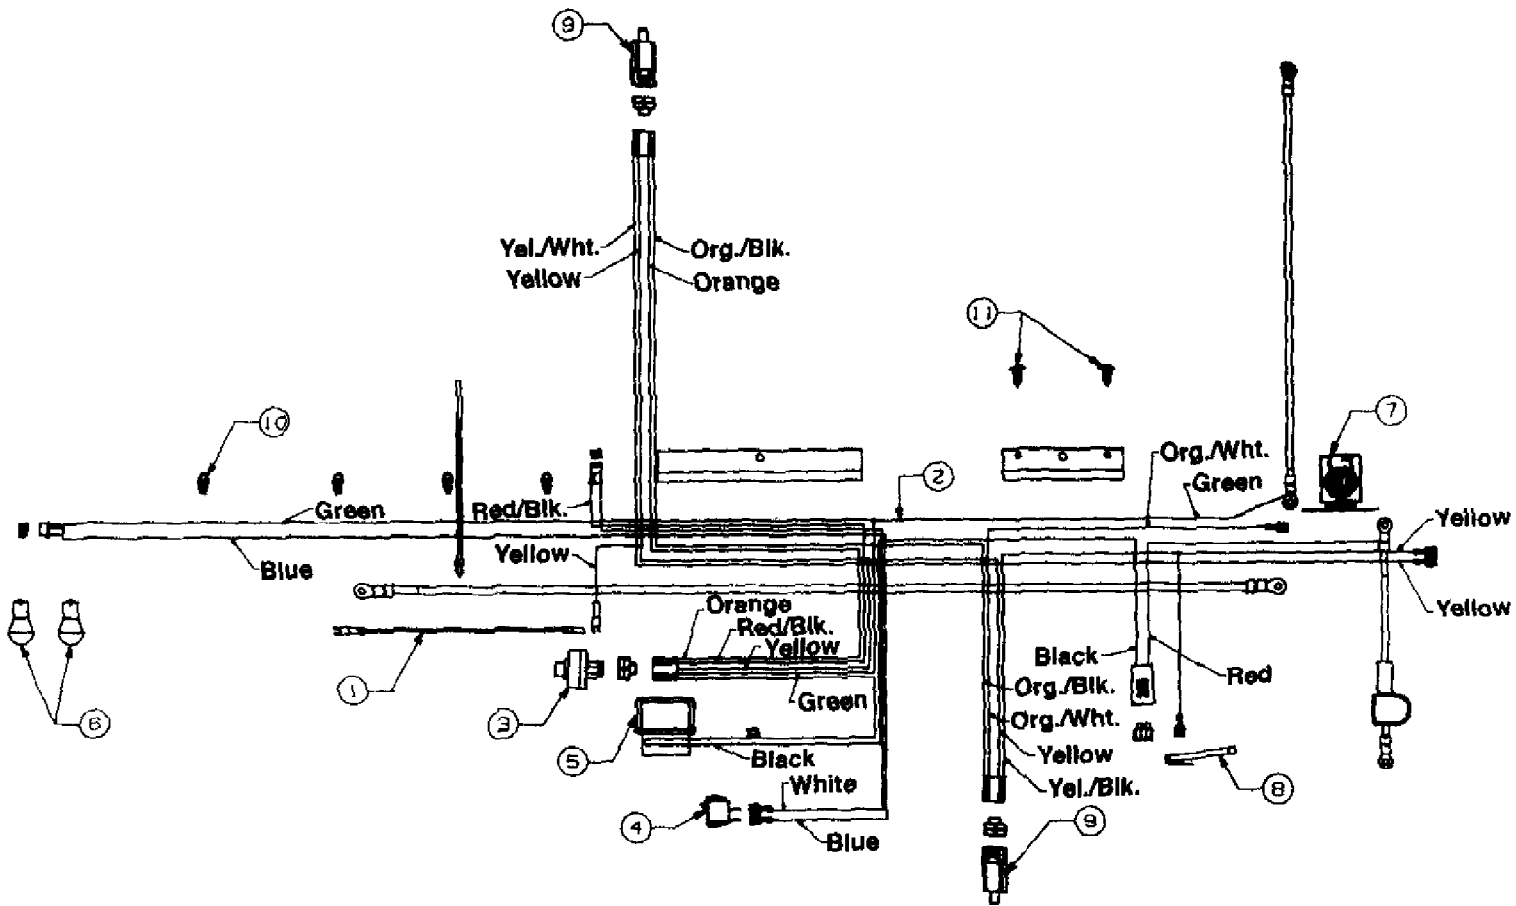 9
Yel./Wht.
Org./Blk.
Yellow
Orange
11
10
7
Org./Wht.
2
Green
Green
Red/Blk.
Yellow
Blue
Yellow
Yellow
Orange
Red/Blk.
Yellow
Black
Red
1
Green
Org./Blk.
6
3
Org./Wht.
5
Black
Yellow
White
Yel./Blk.
8
4
Blue
9